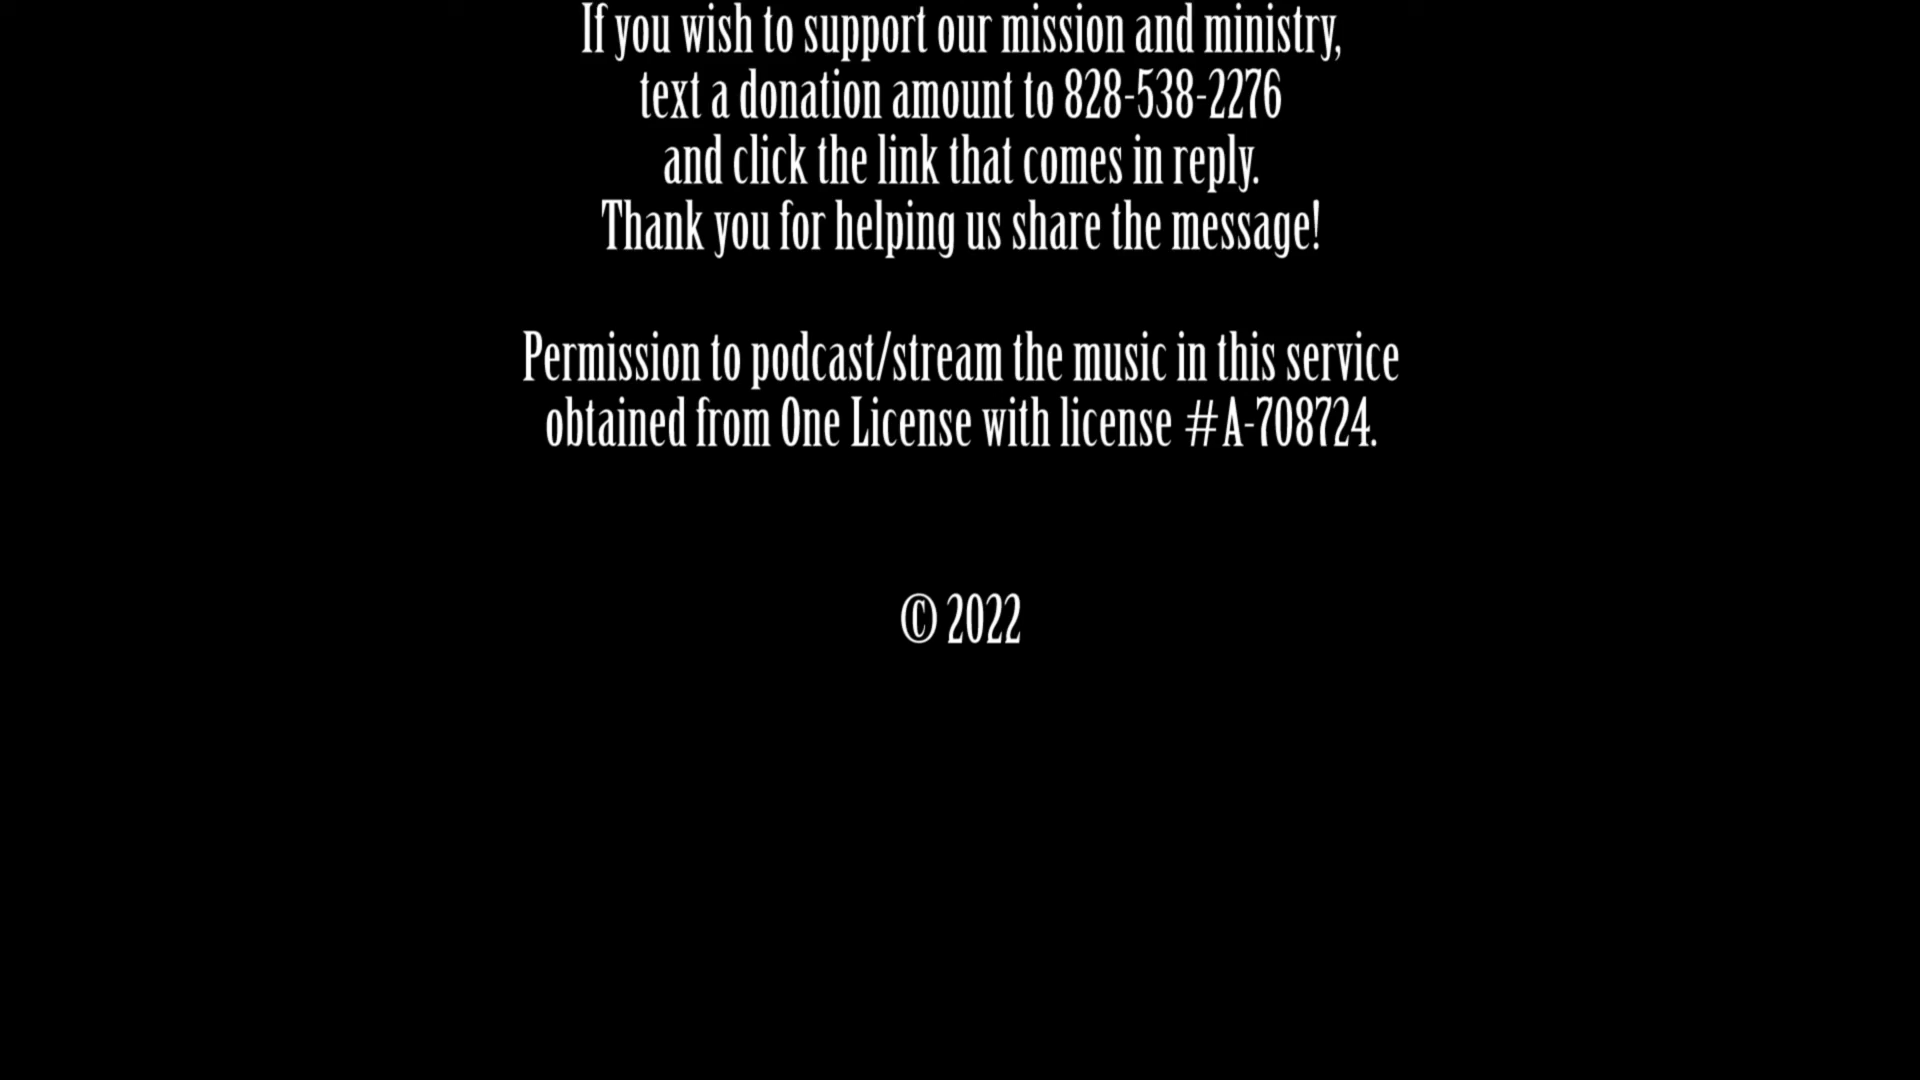 If you wish to support our mission and ministry,
text a donation amount to 828-538-2276
and click the link that comes in reply.
Thank you for helping us share the message!
Permission to podcast/stream the music in this service
obtained from One License with license #A-708724.
© 2022